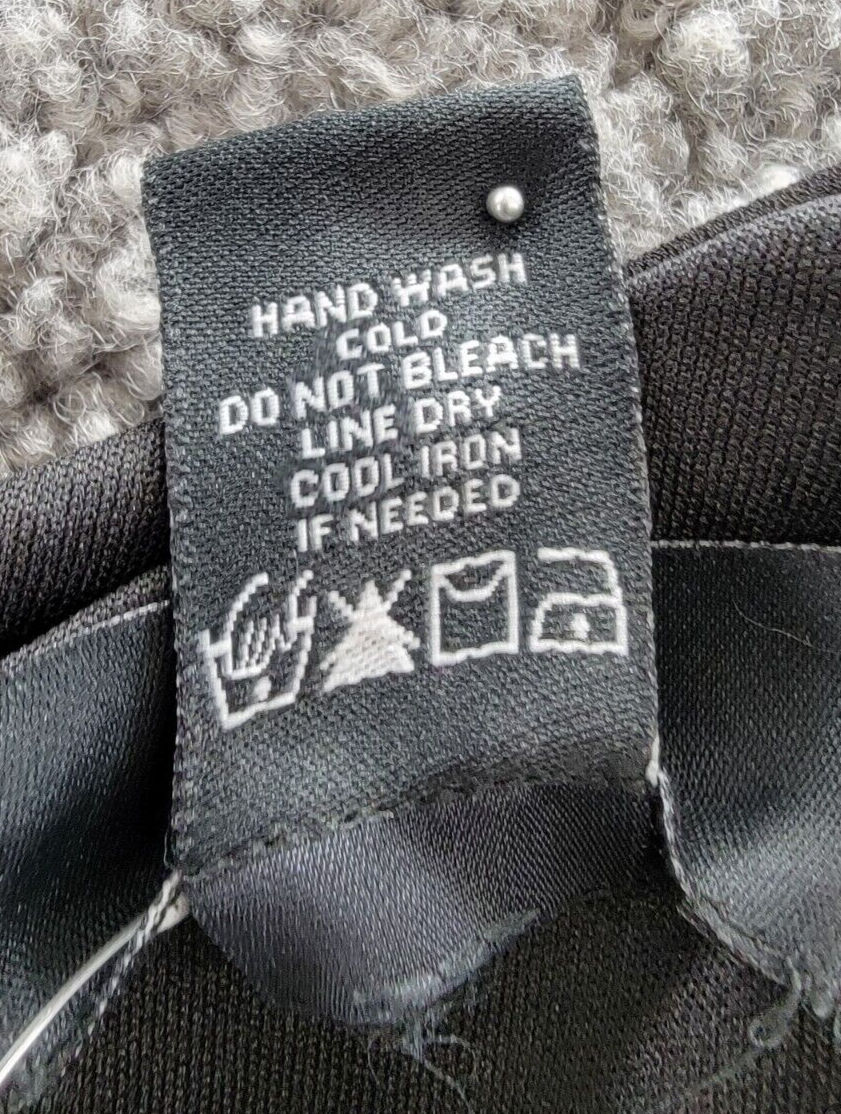 HAND WASH
COLD
DO NOT BLEACH
LINE DRY
COOL IRON
IF NEEDED